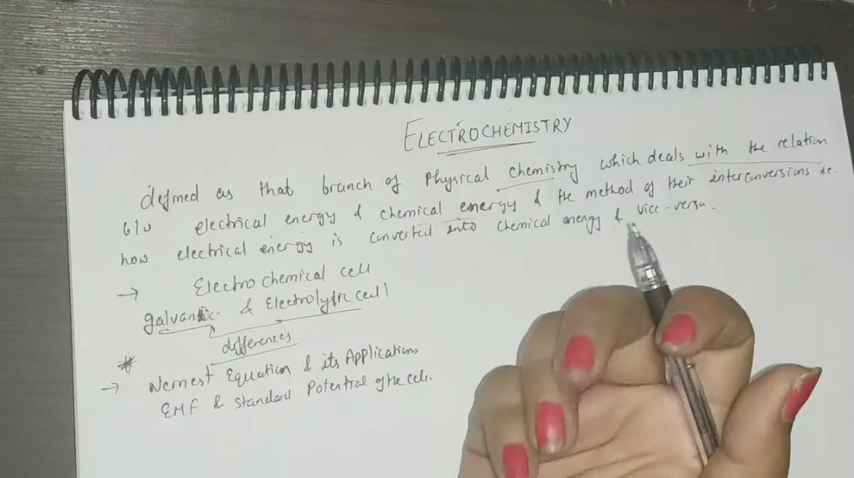 ELECTROCHEMISTRY
defined as that branch of Physical chemistry which deals with the relation
b/w electrical energy & chemical energy & the method of their interconversions i.e.
how electrical energy is converted into chemical energy & vice-versa.
→ Electrochemical cell
galvanic & Electrolytic cell
differences
→ Nernest Equation & its Applications
EMF & Standard Potential of the cell.